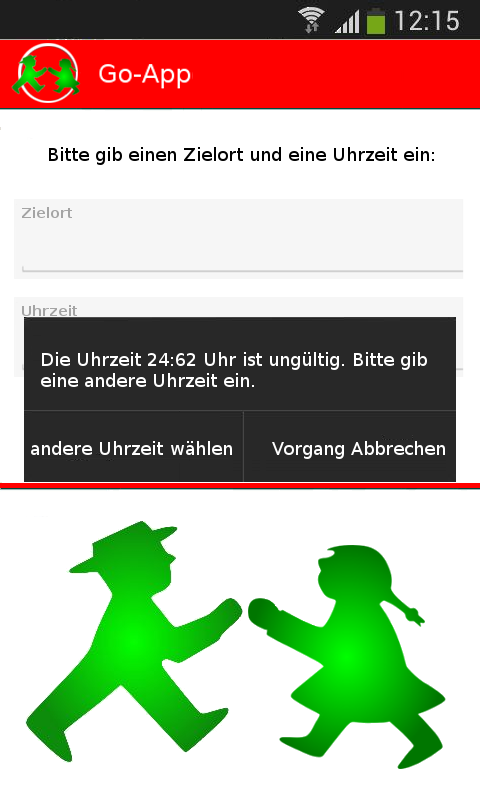 12:15
Go-App
Bitte gib einen Zielort und eine Uhrzeit ein:
Zielort
Uhrzeit
Die Uhrzeit 24:62 Uhr ist ungültig. Bitte gib
eine andere Uhrzeit ein.
andere Uhrzeit wählen
Vorgang Abbrechen